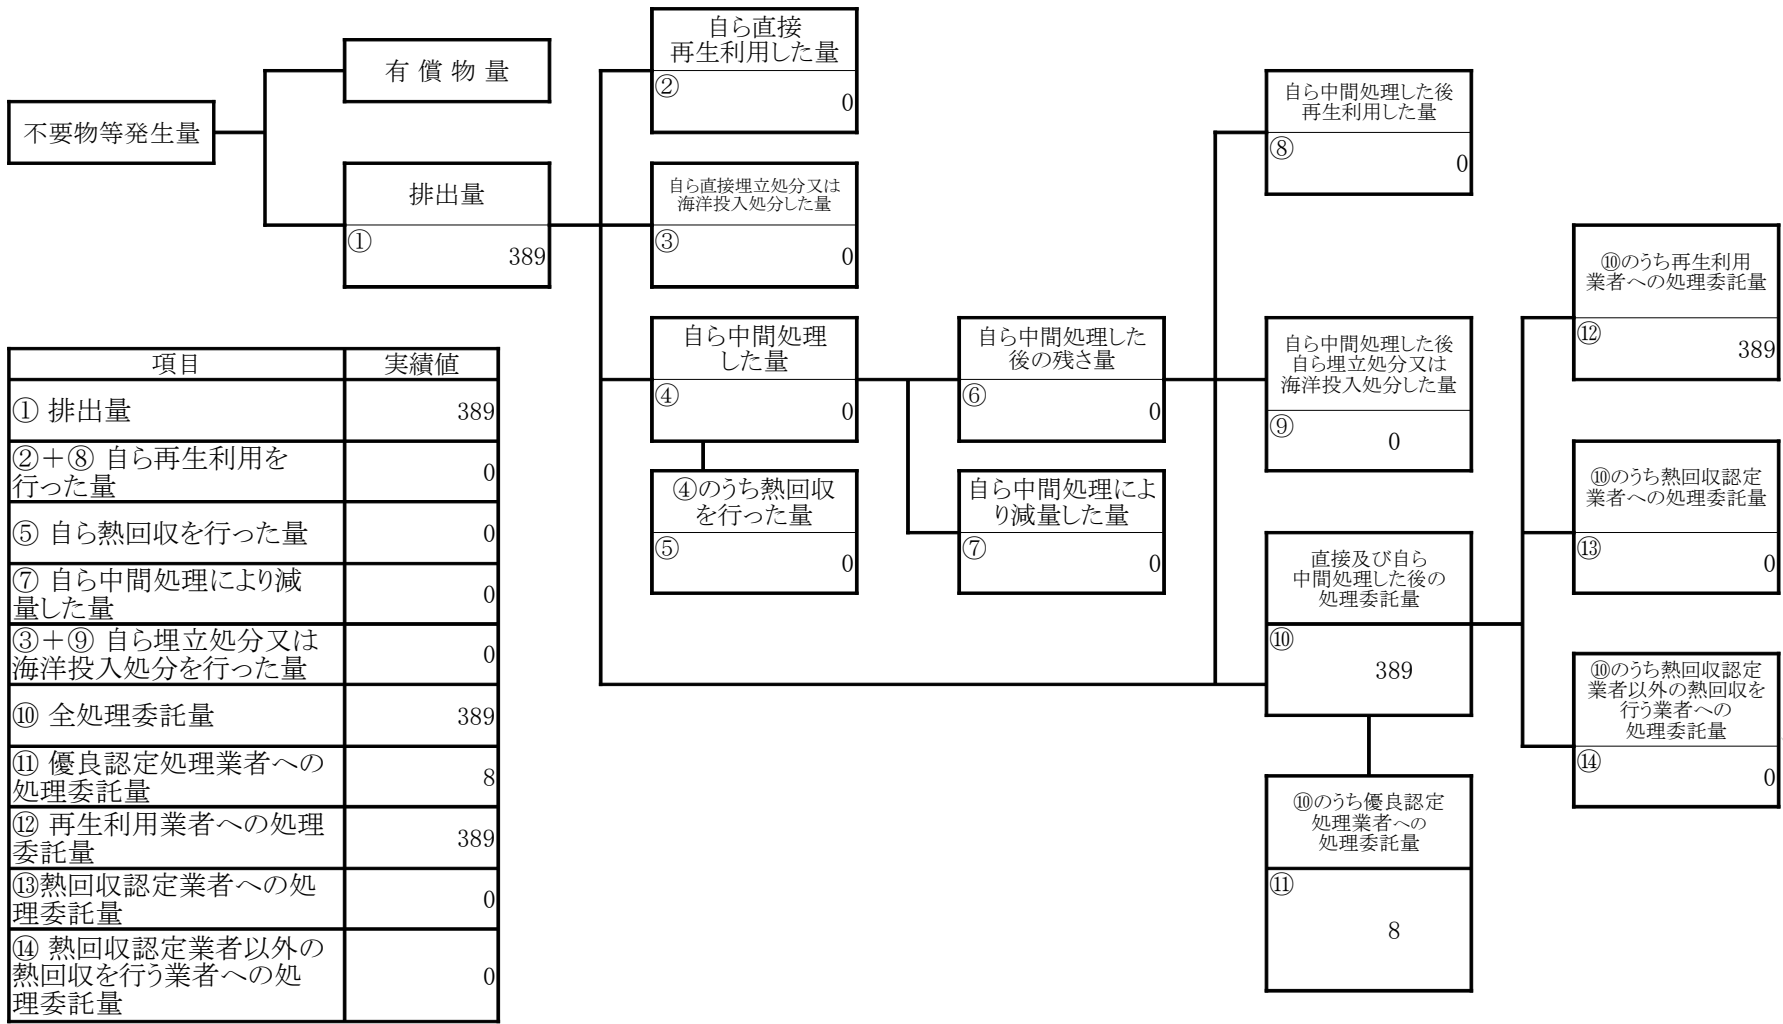 不要物等発生量
有 償 物 量
排出量
①
389
自ら直接
再生利用した量
②
0
自ら直接埋立処分又は
海洋投入処分した量
③
0
自ら中間処理
した量
④
0
④のうち熱回収
を行った量
⑤
0
自ら中間処理した
後の残さ量
⑥
0
自ら中間処理によ
り減量した量
⑦
0
自ら中間処理した後
再生利用した量
⑧
0
自ら中間処理した後
自ら埋立処分又は
海洋投入処分した量
⑨
0
直接及び自ら
中間処理した後の
処理委託量
⑩
389
⑩のうち優良認定
処理業者への
処理委託量
⑪
8
⑩のうち再生利用
業者への処理委託量
⑫
389
⑩のうち熱回収認定
業者への処理委託量
⑬
0
⑩のうち熱回収認定
業者以外の熱回収を
行う業者への
処理委託量
⑭
0
項目 実績値
① 排出量 389
②＋⑧ 自ら再生利用を
行った量 0
⑤ 自ら熱回収を行った量 0
⑦ 自ら中間処理により減
量した量 0
③＋⑨ 自ら埋立処分又は
海洋投入処分を行った量 0
⑩ 全処理委託量 389
⑪ 優良認定処理業者への
処理委託量 8
⑫ 再生利用業者への処理
委託量 389
⑬熱回収認定業者への処
理委託量 0
⑭ 熱回収認定業者以外の
熱回収を行う業者への処
理委託量 0